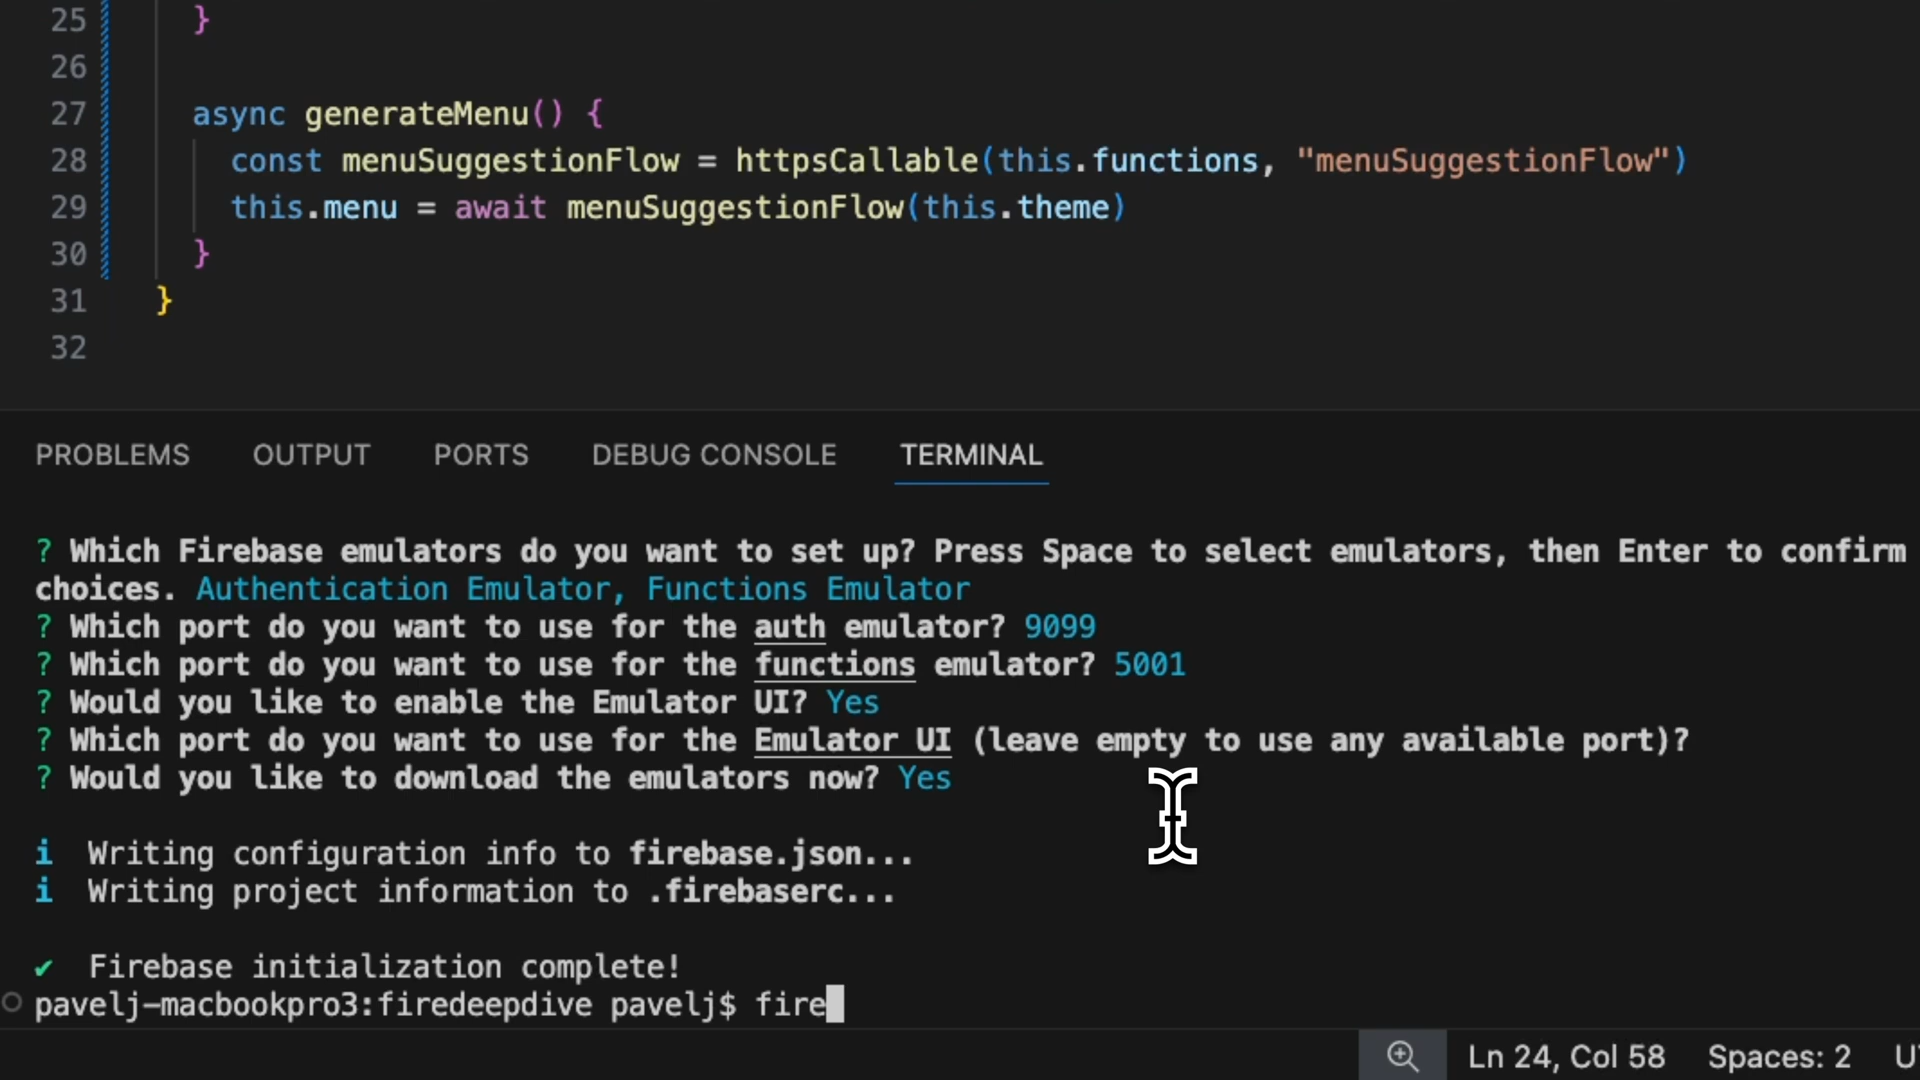 25 }
26
27 async generateMenu() {
28 const menuSuggestionFlow = httpsCallable(this.functions, "menuSuggestionFlow")
29 this.menu = await menuSuggestionFlow(this.theme)
30 }
31 }
32
PROBLEMS OUTPUT PORTS DEBUG CONSOLE TERMINAL
? Which Firebase emulators do you want to set up? Press Space to select emulators, then Enter to confirm
choices. Authentication Emulator, Functions Emulator
? Which port do you want to use for the auth emulator? 9099
? Which port do you want to use for the functions emulator? 5001
? Would you like to enable the Emulator UI? Yes
? Which port do you want to use for the Emulator UI (leave empty to use any available port)?
? Would you like to download the emulators now? Yes
i Writing configuration info to firebase.json...
i Writing project information to .firebaserc...
✔ Firebase initialization complete!
pavelj-macbookpro3:firedeepdive pavelj$ fire
Ln 24, Col 58 Spaces: 2